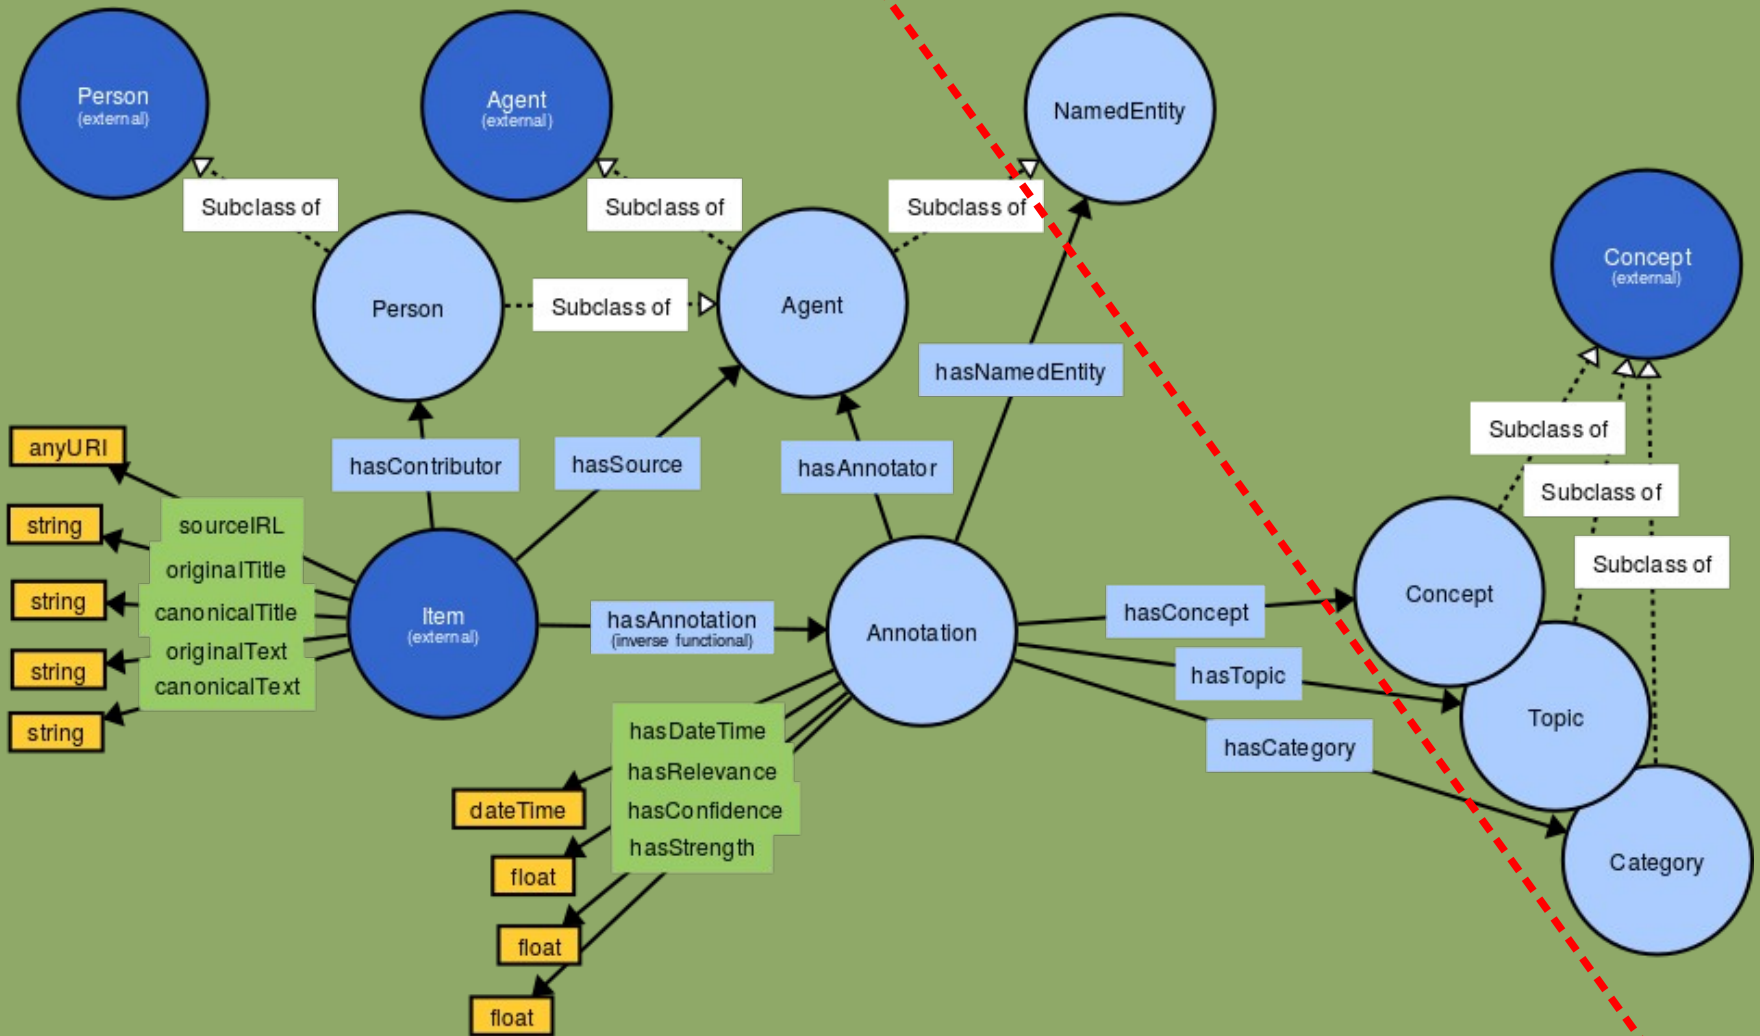 Person
(external)
Agent
(external)
NamedEntity
Subclass of
Subclass of
Subclass of
Concept
(external)
Person
Subclass of
Agent
hasNamedEntity
anyURI
hasContributor
hasSource
hasAnnotator
Subclass of
Subclass of
Subclass of
string
sourceIRL
originalTitle
string
canonicalTitle
originalText
string
canonicalText
string
Item
(external)
hasAnnotation
(inverse functional)
Annotation
hasConcept
Concept
hasTopic
Topic
hasCategory
Category
hasDateTime
hasRelevance
hasConfidence
hasStrength
dateTime
float
float
float